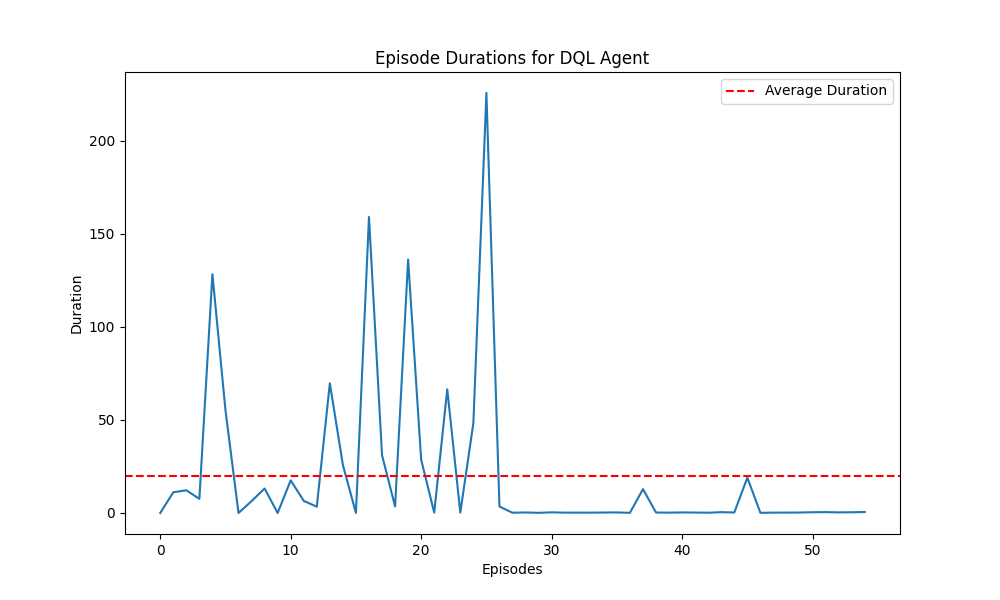 Episode Durations for DQL Agent
Average Duration
200
150
100
50
0
Duration
0 10 20 30 40 50
Episodes